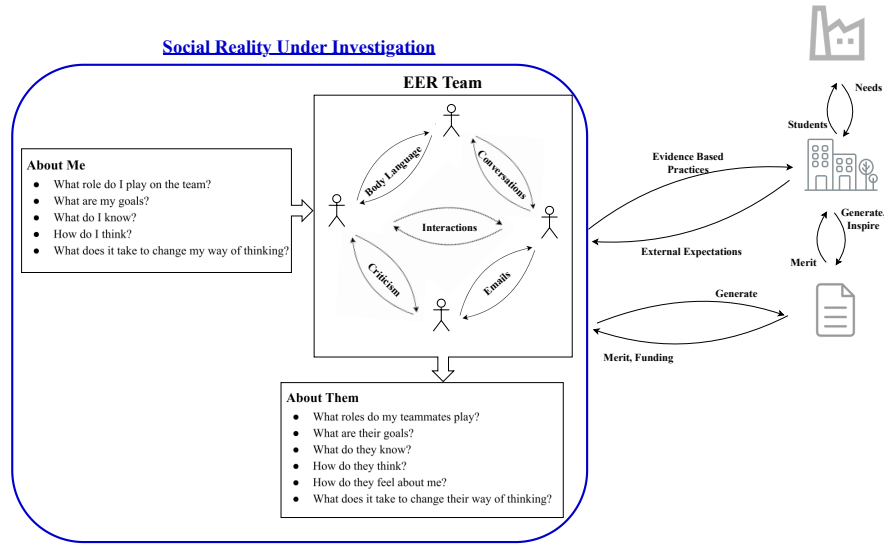 Social Reality Under Investigation
EER Team
About Me
● What role do I play on the team?
● What are my goals?
● What do I know?
● How do I think?
● What does it take to change my way of thinking?
Body Language
Conversations
Interactions
Criticism
Emails
About Them
● What roles do my teammates play?
● What are their goals?
● What do they know?
● How do they think?
● How do they feel about me?
● What does it take to change their way of thinking?
Needs
Students
Evidence Based
Practices
External Expectations
Generate,
Inspire
Merit
Generate
Merit, Funding